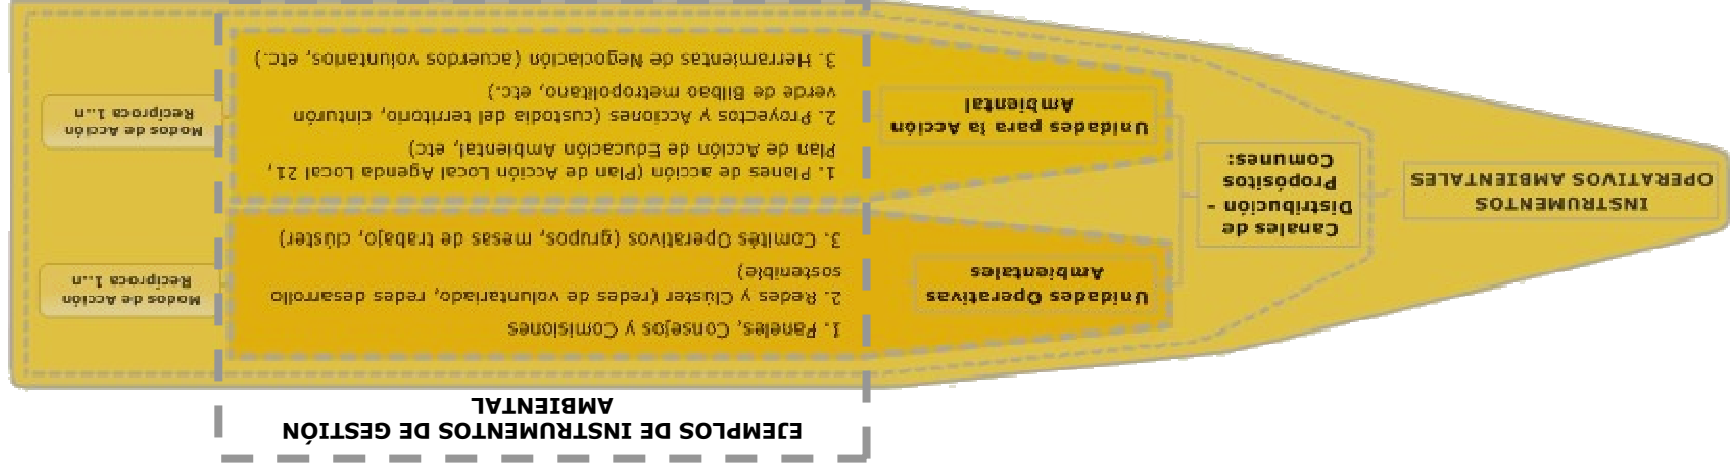 EJEMPLOS DE INSTRUMENTOS DE GESTIÓN
AMBIENTAL
INSTRUMENTOS
OPERATIVOS AMBIENTALES
Canales de
Distribución -
Propósitos
Comunes:
Unidades Operativas
Ambientales
1. Paneles, Consejos y Comisiones
2. Redes y Clúster (redes de voluntariado, redes desarrollo
sostenible)
3. Comités Operativos (grupos, mesas de trabajo, clúster)
Modos de Acción
Reciproca 1..n
Unidades para la Acción
Ambiental
1. Planes de acción (Plan de Acción Local Agenda Local 21,
Plan de Acción de Educación Ambiental, etc)
2. Proyectos y Acciones (custodia del territorio, cinturún
verde de Bilbao metropolitano, etc.)
3. Herramientas de Negociación (acuerdos voluntarios, etc.)
Modos de Acción
Reciproca 1..n